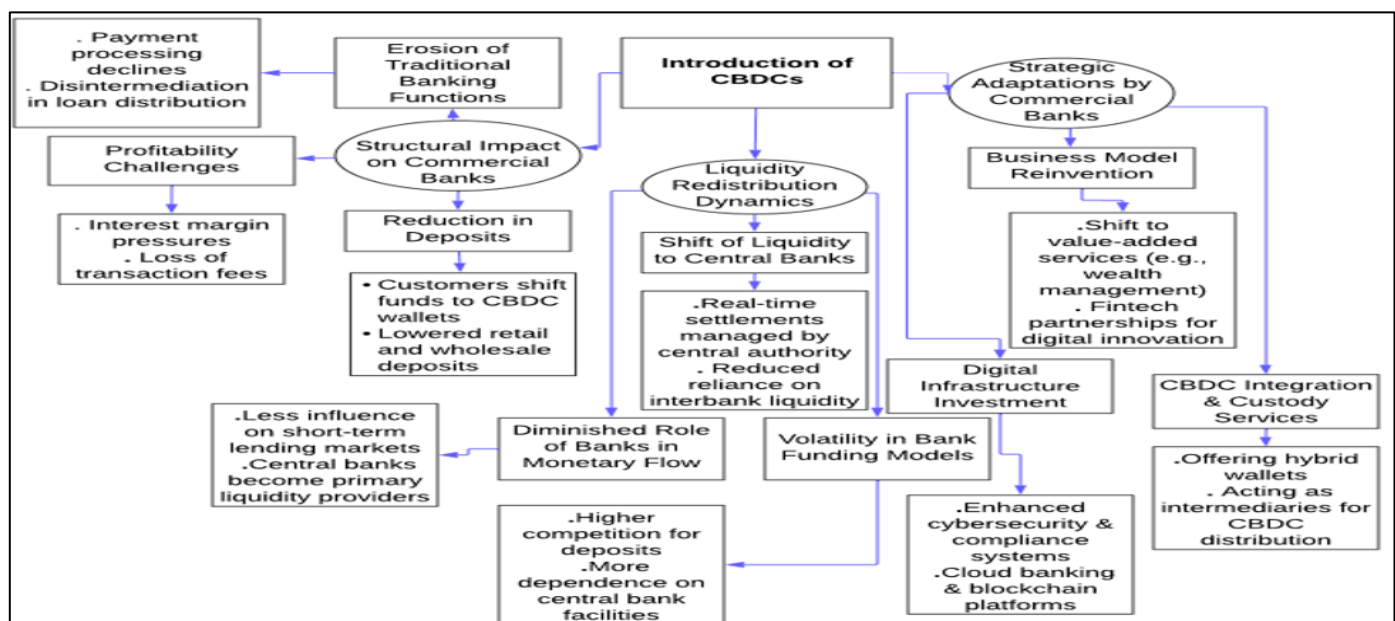 . Payment
processing
declines
. Disintermediation
in loan distribution
Erosion of
Traditional
Banking
Functions
Introduction of
CBDCs
Strategic
Adaptations by
Commercial
Banks
Profitability
Challenges
Structural Impact
on Commercial
Banks
Liquidity
Redistribution
Dynamics
Business Model
Reinvention
. Interest margin
pressures
. Loss of
transaction fees
Reduction in
Deposits
Shift of Liquidity
to Central Banks
.Shift to
value-added
services (e.g.,
wealth
management)
. Fintech
partnerships for
digital innovation
• Customers shift
funds to CBDC
wallets
• Lowered retail
and wholesale
deposits
.Real-time
settlements
managed by
central authority
. Reduced
reliance on
interbank liquidity
Digital
Infrastructure
Investment
CBDC Integration
& Custody
Services
.Less influence
on short-term
lending markets
.Central banks
become primary
liquidity providers
Diminished Role
of Banks in
Monetary Flow
Volatility in Bank
Funding Models
.Offering hybrid
wallets
. Acting as
intermediaries for
CBDC
distribution
.Higher
competition for
deposits
.More
dependence on
central bank
facilities
.Enhanced
cybersecurity &
compliance
systems
.Cloud banking
& blockchain
platforms